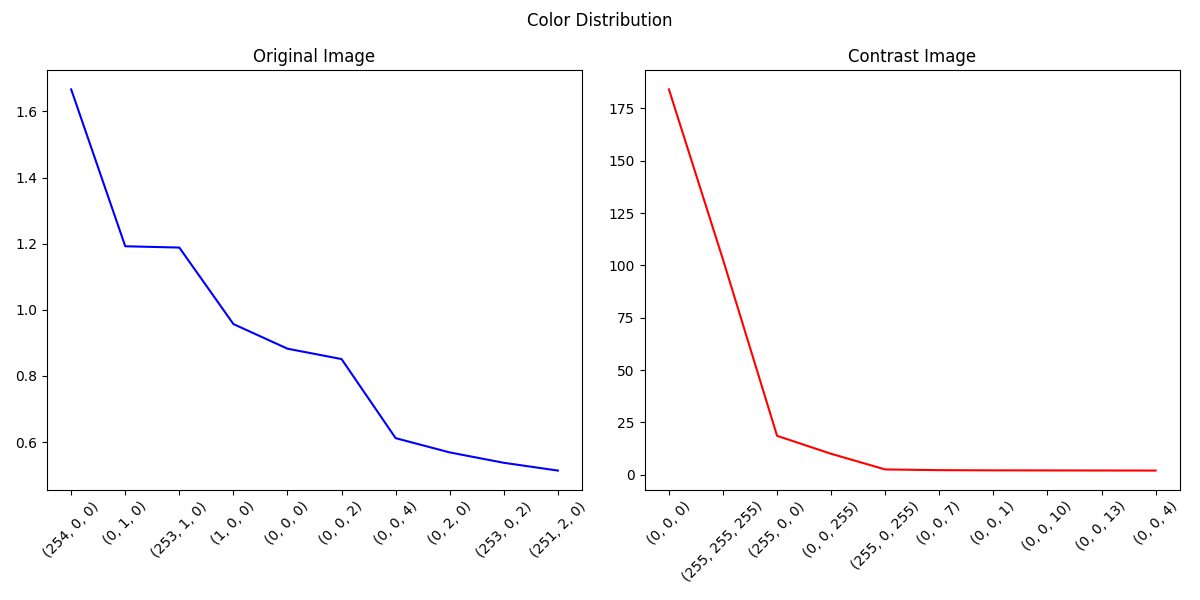 Color Distribution
Original Image
1.6
1.4
1.2
1.0
0.8
0.6
(254, 0, 0)
(0, 1, 0)
(253, 1, 0)
(1, 0, 0)
(0, 0, 0)
(0, 0, 2)
(0, 0, 4)
(0, 2, 0)
(253, 0, 2)
(251, 2, 0)
Contrast Image
175
150
125
100
75
50
25
0
(0, 0, 0)
(255, 255, 255)
(255, 0, 0)
(0, 0, 255)
(255, 0, 255)
(0, 0, 7)
(0, 0, 1)
(0, 0, 10)
(0, 0, 13)
(0, 0, 4)